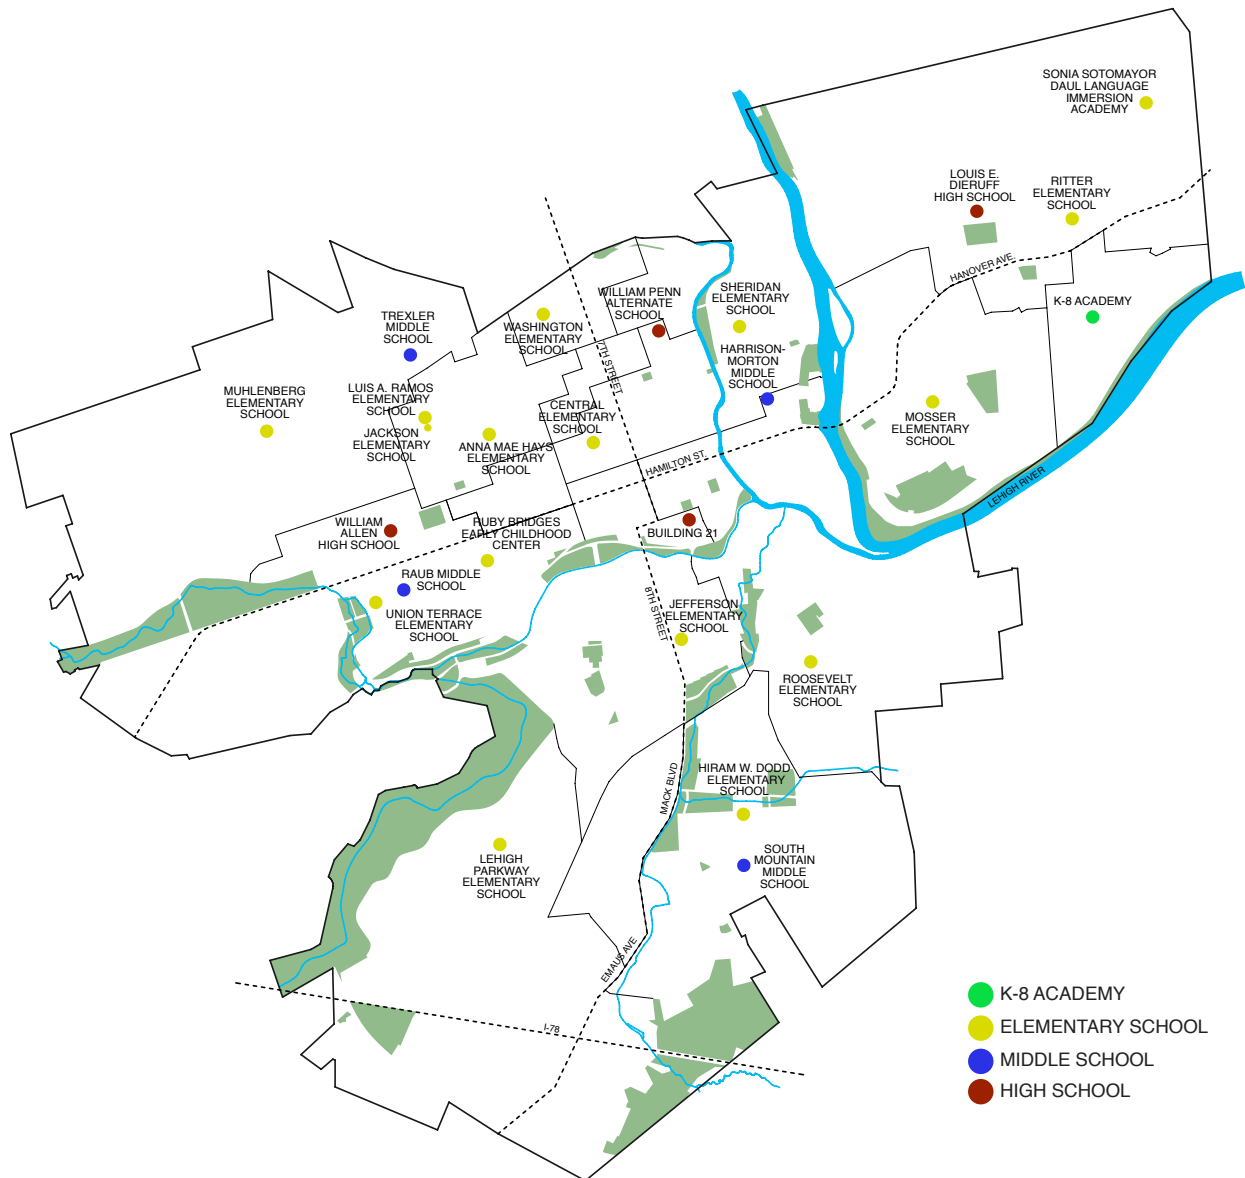 SONIA SOTOMAYOR
DAUL LANGUAGE
IMMERSION
ACADEMY
LOUIS E.
DIERUFF
HIGH SCHOOL
RITTER
ELEMENTARY
SCHOOL
HANOVER AVE.
K-8 ACADEMY
WILLIAM PENN
ALTERNATE
SCHOOL
SHERIDAN
ELEMENTARY
SCHOOL
TREXLER
MIDDLE
SCHOOL
WASHINGTON
ELEMENTARY
SCHOOL
7TH STREET
HARRISON-
MORTON
MIDDLE
SCHOOL
MUHLENBERG
ELEMENTARY
SCHOOL
LUIS A. RAMOS
ELEMENTARY
SCHOOL
JACKSON
ELEMENTARY
SCHOOL
CENTRAL
ELEMENTARY
SCHOOL
ANNA MAE HAYS
ELEMENTARY
SCHOOL
MOSSER
ELEMENTARY
SCHOOL
HAMILTON ST.
LEHIGH RIVER
WILLIAM
ALLEN
HIGH SCHOOL
RUBY BRIDGES
EARLY CHILDHOOD
CENTER
BUILDING 21
RAUB MIDDLE
SCHOOL
UNION TERRACE
ELEMENTARY
SCHOOL
8TH STREET
JEFFERSON
ELEMENTARY
SCHOOL
ROOSEVELT
ELEMENTARY
SCHOOL
MACK BLVD
HIRAM W. DODD
ELEMENTARY
SCHOOL
LEHIGH
PARKWAY
ELEMENTARY
SCHOOL
SOUTH
MOUNTAIN
MIDDLE
SCHOOL
EMAUS AVE
I-78
K-8 ACADEMY
ELEMENTARY SCHOOL
MIDDLE SCHOOL
HIGH SCHOOL